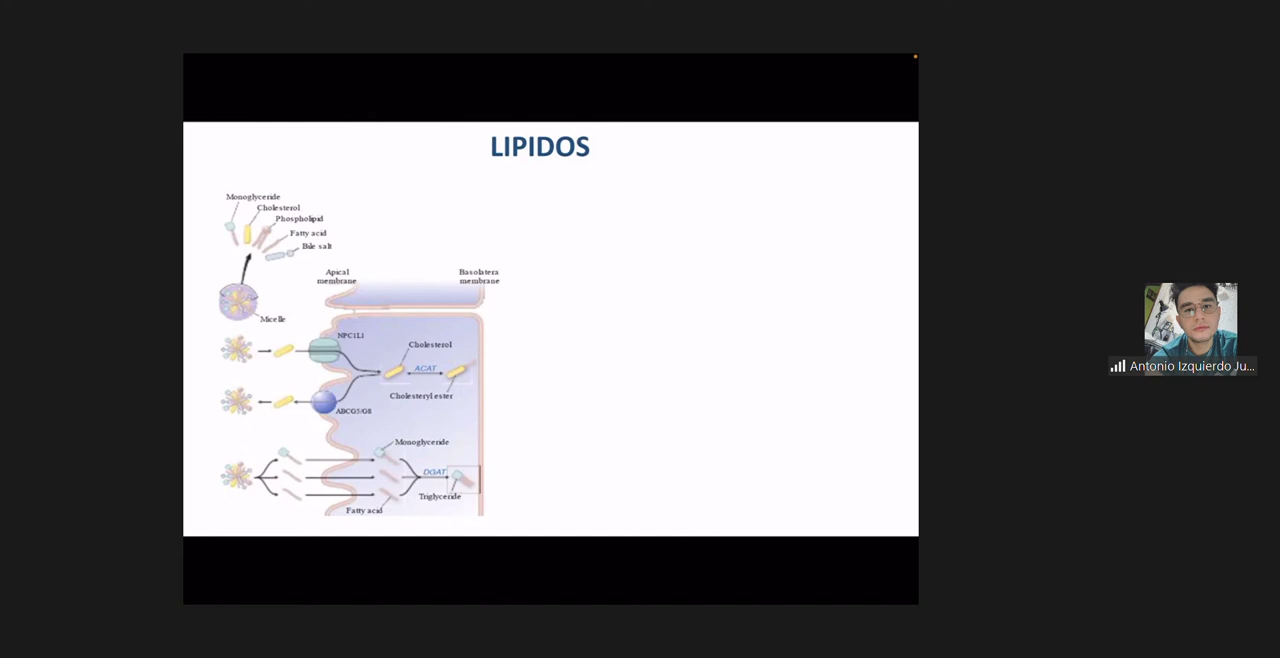 LIPIDOS
Monoglyceride
Cholesterol
Phospholipid
Fatty acid
Bile salt
Apical
membrane
Basolatera
membrane
Micelle
NPC1L1
Cholesterol
ACAT
Cholesteryl ester
ABCG5/G8
Monoglyceride
DGAT
Triglyceride
Fatty acid
Antonio Izquierdo Ju...